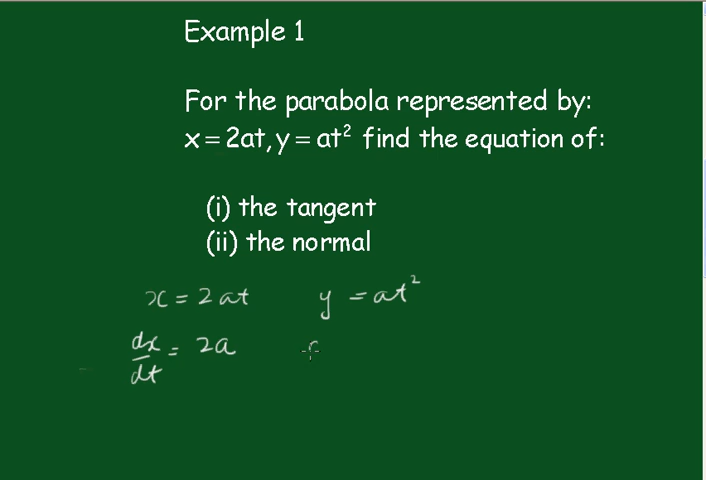 Example 1
For the parabola represented by:
x = 2at, y = at² find the equation of:
(i) the tangent
(ii) the normal
x = 2at y = at²
dx/dt = 2a